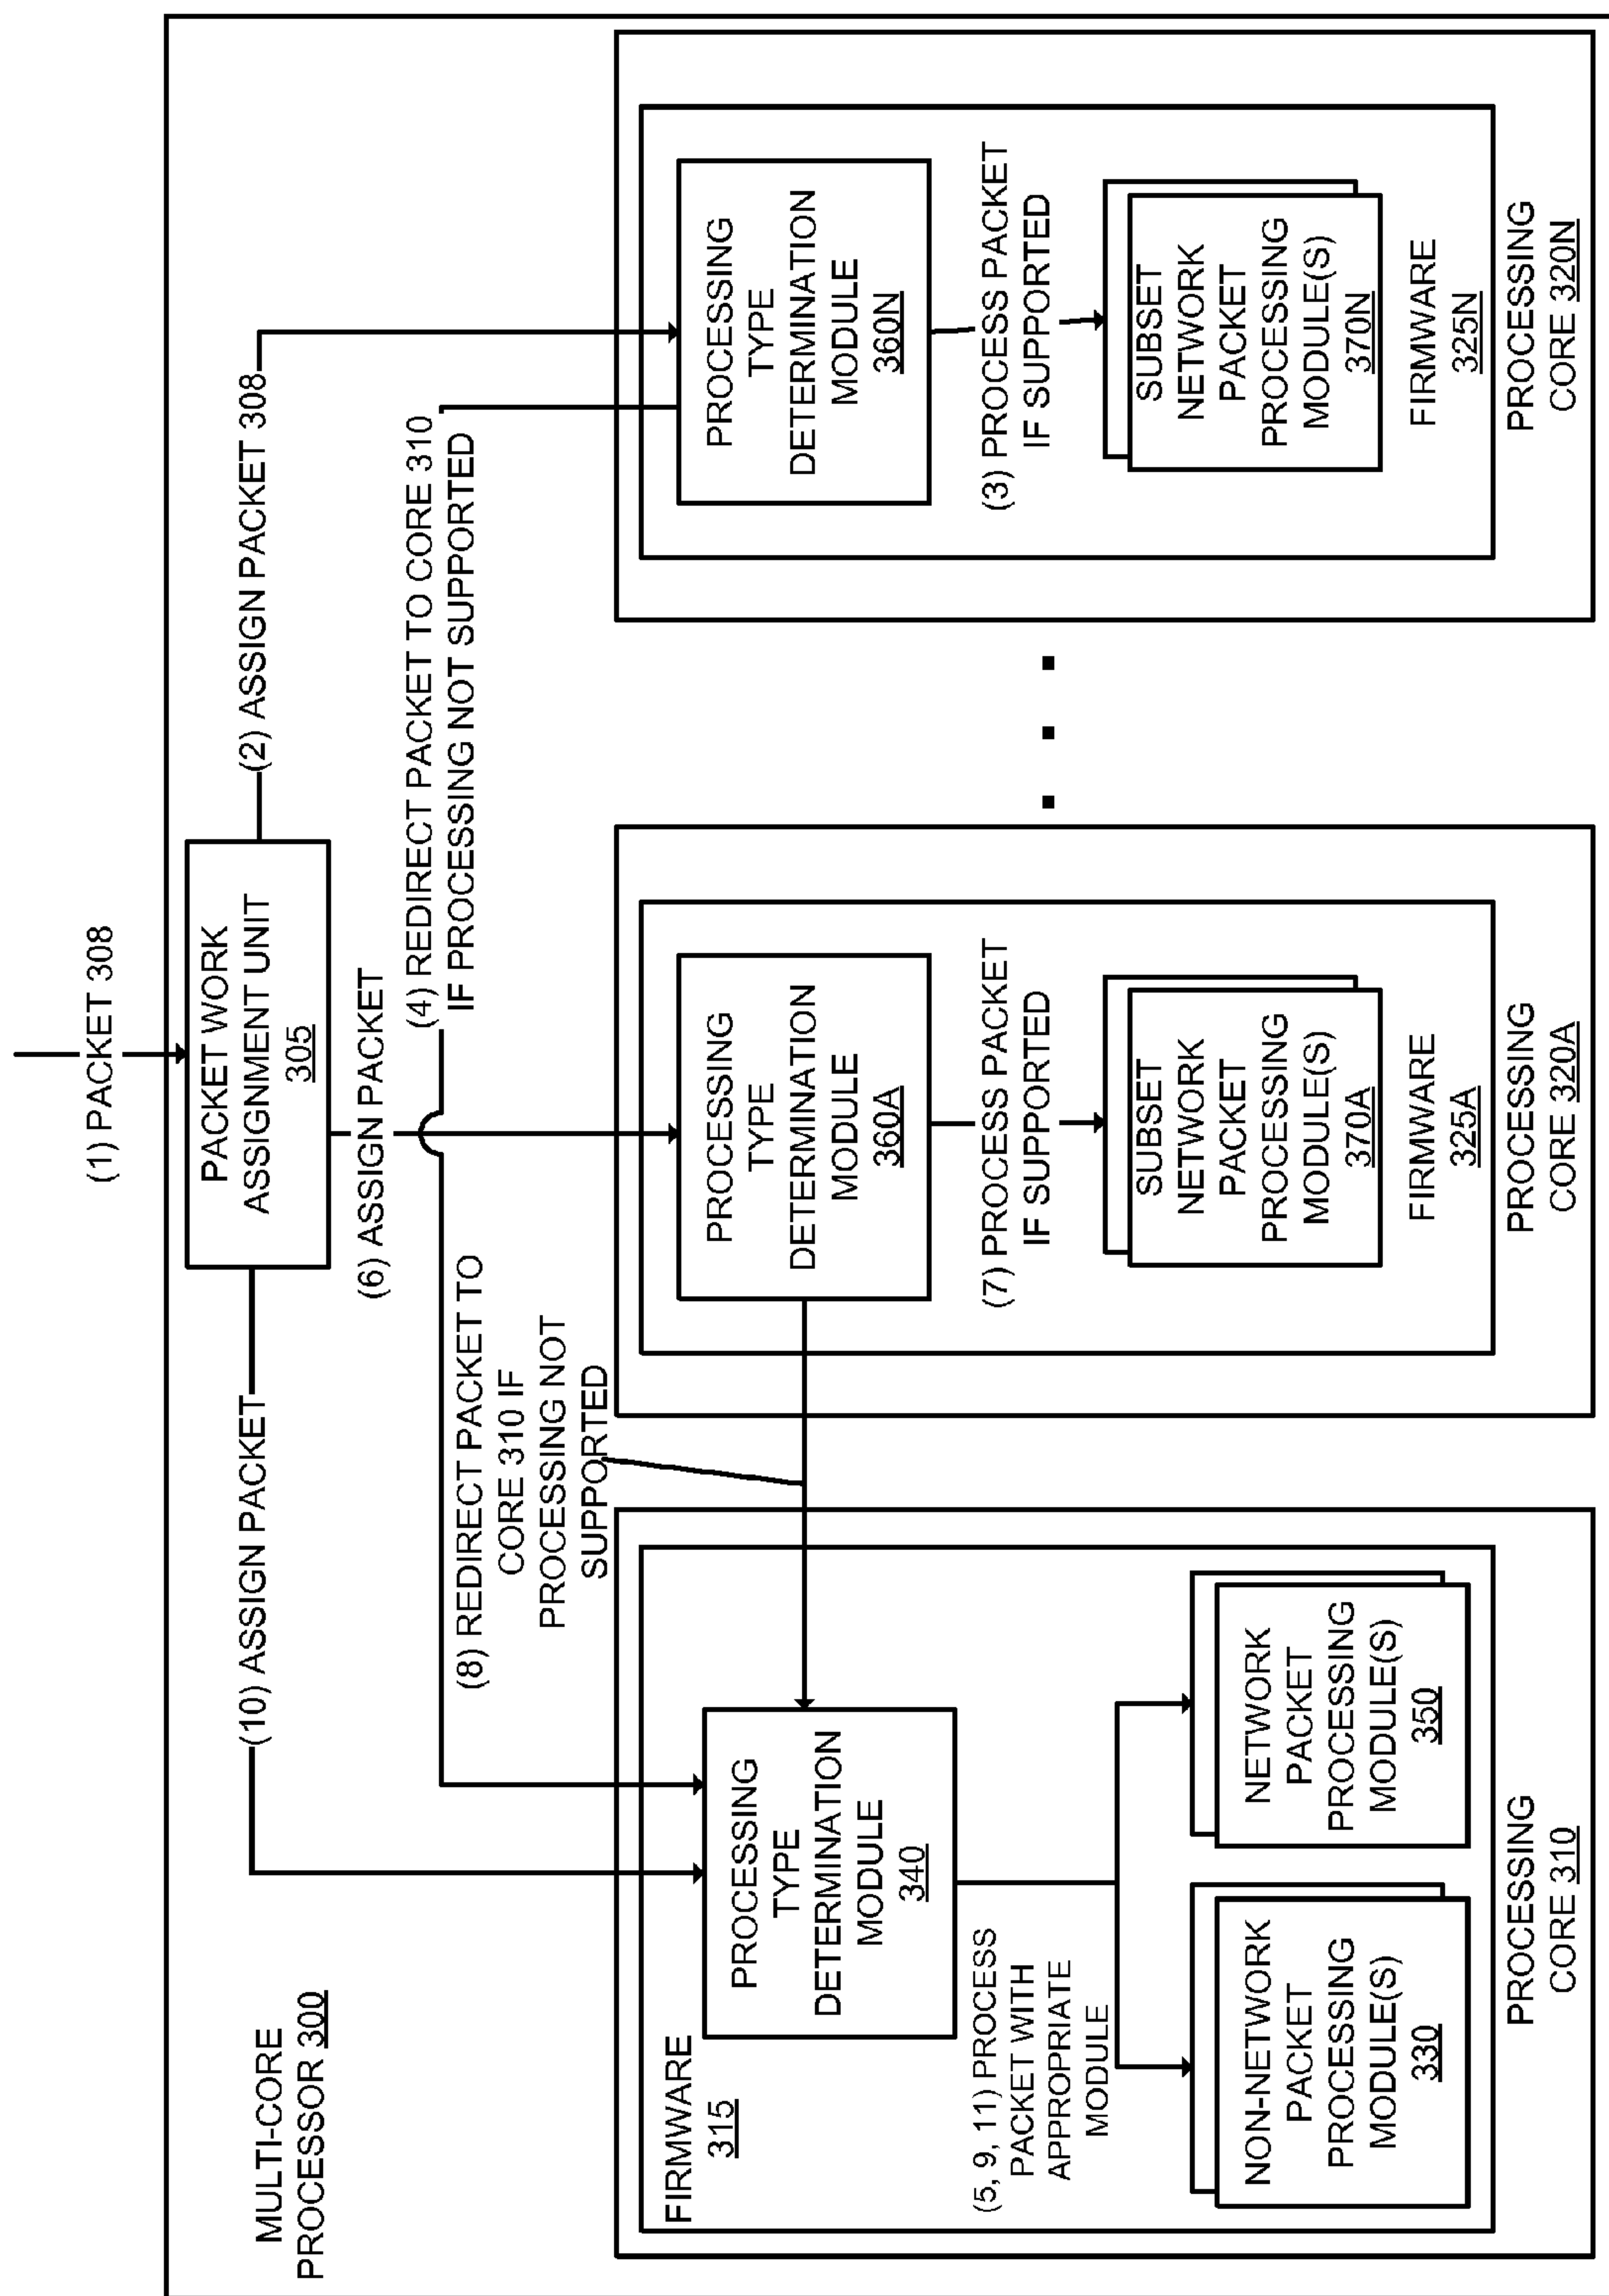 (1) PACKET 308
MULTI-CORE
PROCESSOR 300
PACKET WORK
ASSIGNMENT UNIT
305
(10) ASSIGN PACKET
(2) ASSIGN PACKET 308
(6) ASSIGN PACKET
(4) REDIRECT PACKET TO CORE 310
IF PROCESSING NOT SUPPORTED
(8) REDIRECT PACKET TO
CORE 310 IF
PROCESSING NOT
SUPPORTED
FIRMWARE
315
PROCESSING
TYPE
DETERMINATION
MODULE
340
(5, 9, 11) PROCESS
PACKET WITH
APPROPRIATE
MODULE
NON-NETWORK
PACKET
PROCESSING
MODULE(S)
330
NETWORK
PACKET
PROCESSING
MODULE(S)
350
PROCESSING
CORE 310
PROCESSING
TYPE
DETERMINATION
MODULE
360A
(7) PROCESS PACKET
IF SUPPORTED
SUBSET
NETWORK
PACKET
PROCESSING
MODULE(S)
370A
FIRMWARE
325A
PROCESSING
CORE 320A
PROCESSING
TYPE
DETERMINATION
MODULE
360N
(3) PROCESS PACKET
IF SUPPORTED
SUBSET
NETWORK
PACKET
PROCESSING
MODULE(S)
370N
FIRMWARE
325N
PROCESSING
CORE 320N